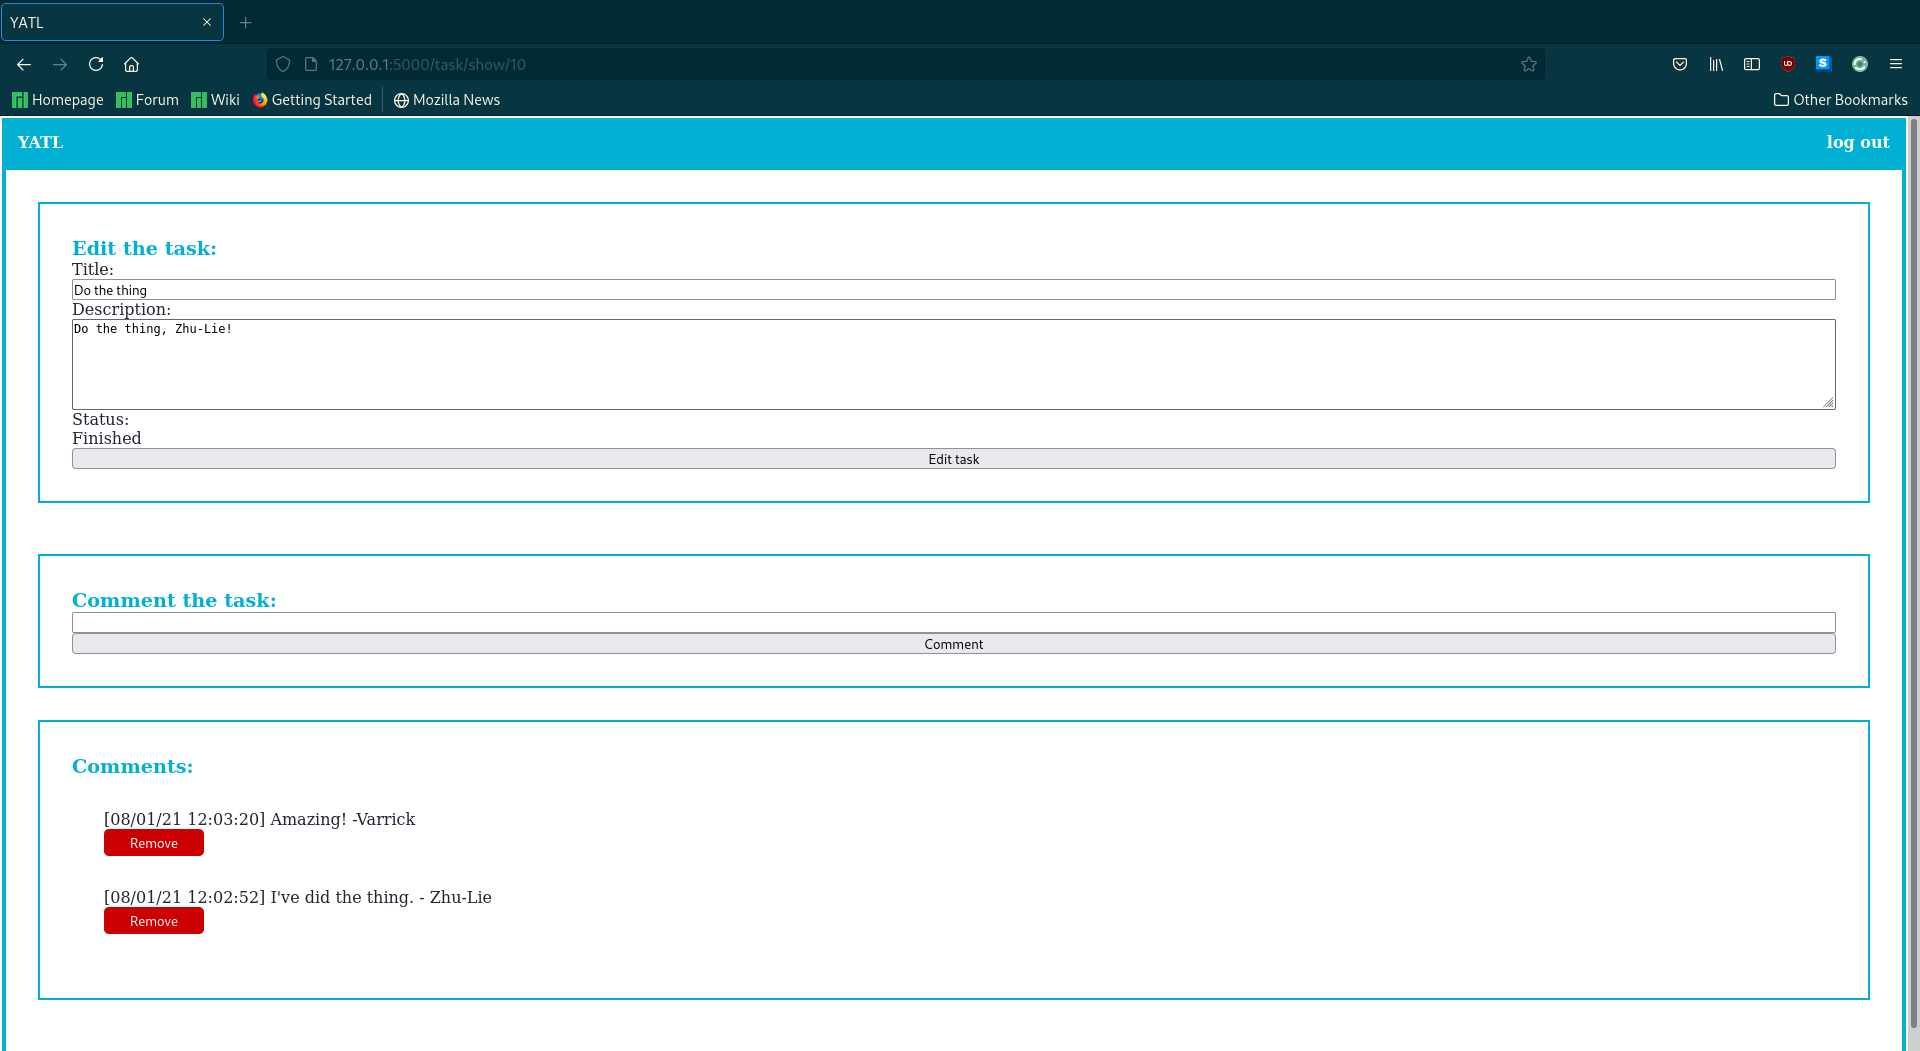 YATL
127.0.0.1:5000/task/show/10
Homepage Forum Wiki Getting Started Mozilla News Other Bookmarks
YATL log out
Edit the task:
Title:
Do the thing
Description:
Do the thing, Zhu-Lie!
Status:
Finished
Edit task
Comment the task:
Comment
Comments:
[08/01/21 12:03:20] Amazing! -Varrick
Remove
[08/01/21 12:02:52] I've did the thing. - Zhu-Lie
Remove